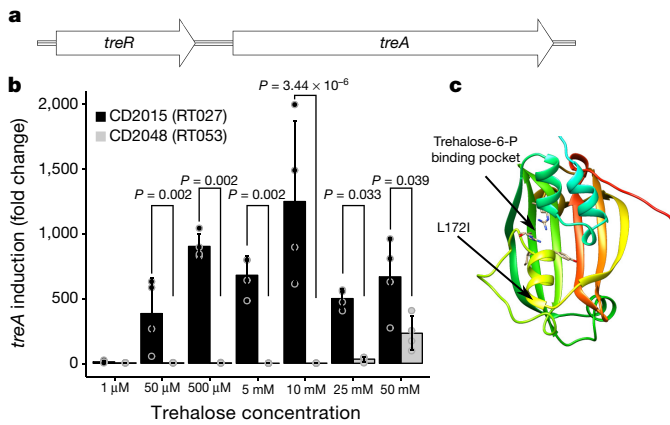 a
treR
treA
b
P = 3.44 × 10⁻⁶
c
2,000
CD2015 (RT027)
CD2048 (RT053)
Trehalose-6-P
binding pocket
1,500
P = 0.002
P = 0.002
P = 0.002
P = 0.033
P = 0.039
L172I
1,000
500
0
treA induction (fold change)
1 µM
50 µM
500 µM
5 mM
10 mM
25 mM
50 mM
Trehalose concentration